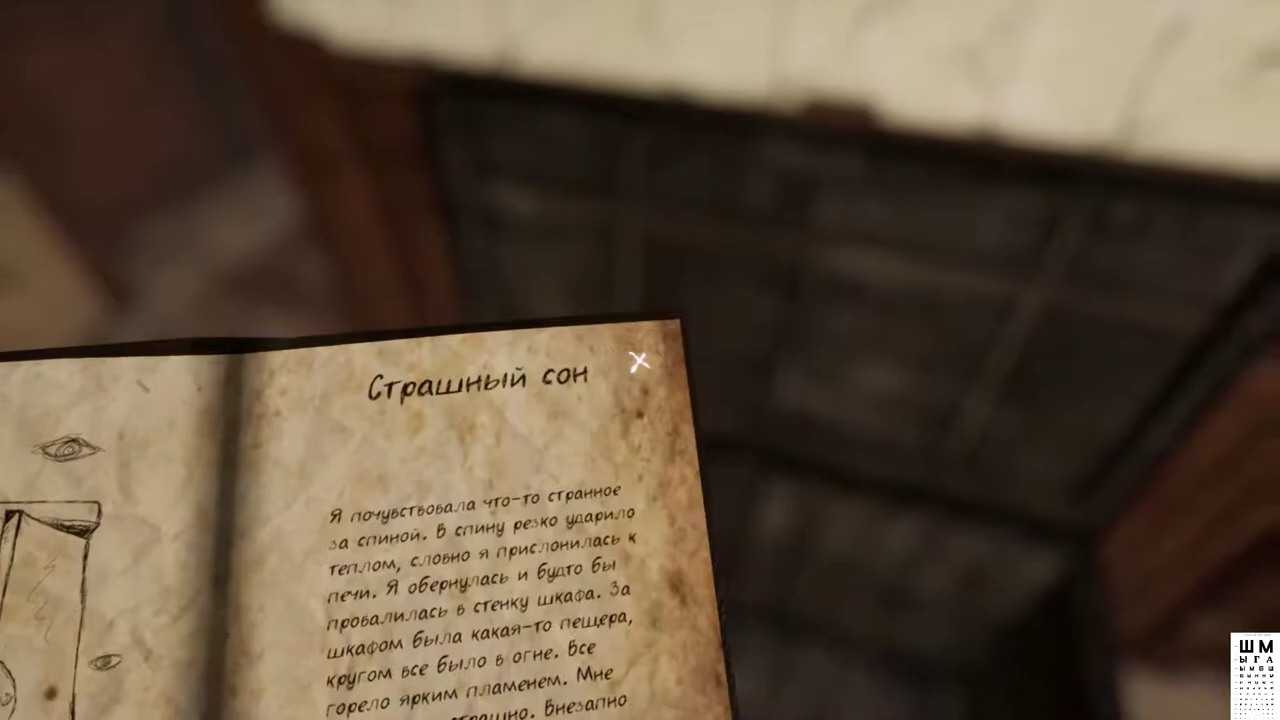 Страшный сон
Я почувствовала что-то странное
за спиной. В спину резко ударило
теплом, словно я прислонилась к
печи. Я обернулась и будто бы
провалилась в стенку шкафа. За
шкафом была какая-то пещера,
кругом все было в огне. Все
горело ярким пламенем. Мне
страшно. Внезапно
Ш М
Ы Г А